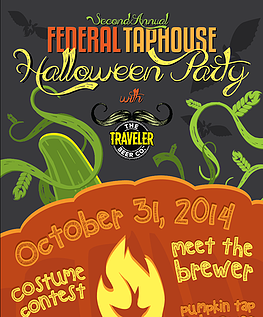 Second Annual
FEDERAL TAPHOUSE
Halloween Party
with
THE
TRAVELER
BEER CO.
October 31, 2014
costume
contest
meet the
brewer
pumpkin tap